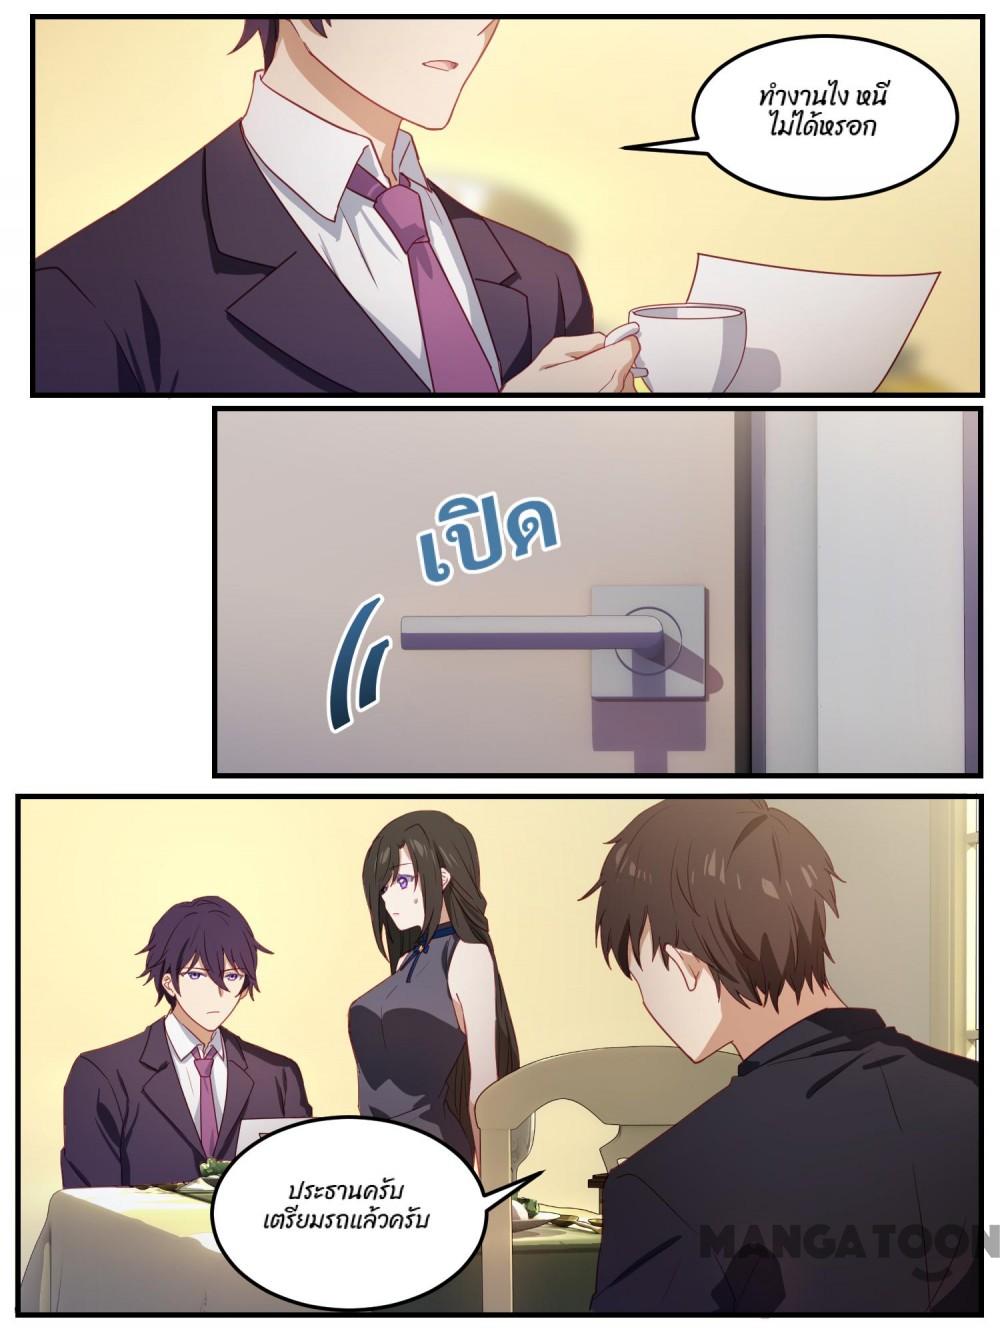 ทำงานไง หนี
ไม่ได้หรอก
เปิด
ประธานครับ
เตรียมรถแล้วครับ
MANGATOON